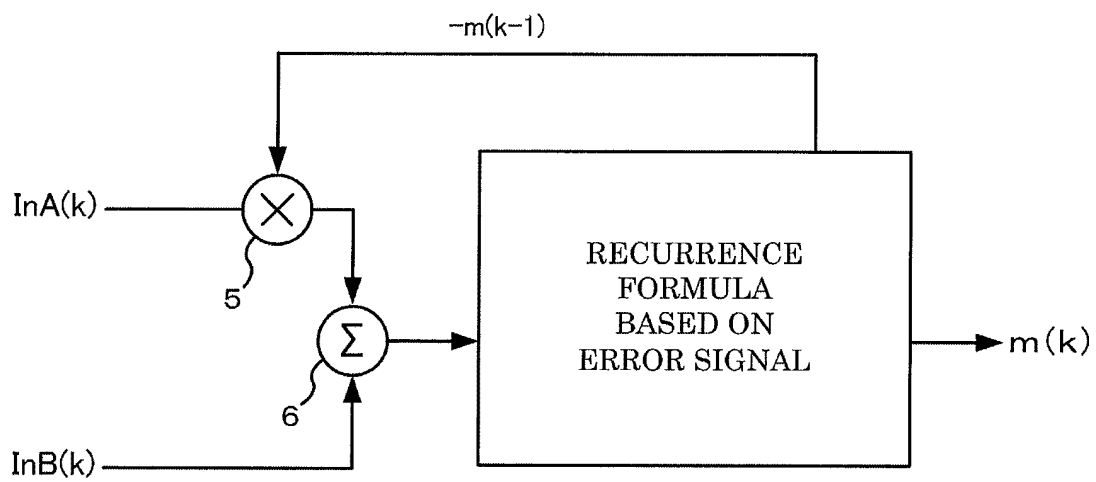 -m(k-1)
InA(k)
×
5
RECURRENCE
FORMULA
BASED ON
ERROR SIGNAL
Σ
m(k)
6
InB(k)